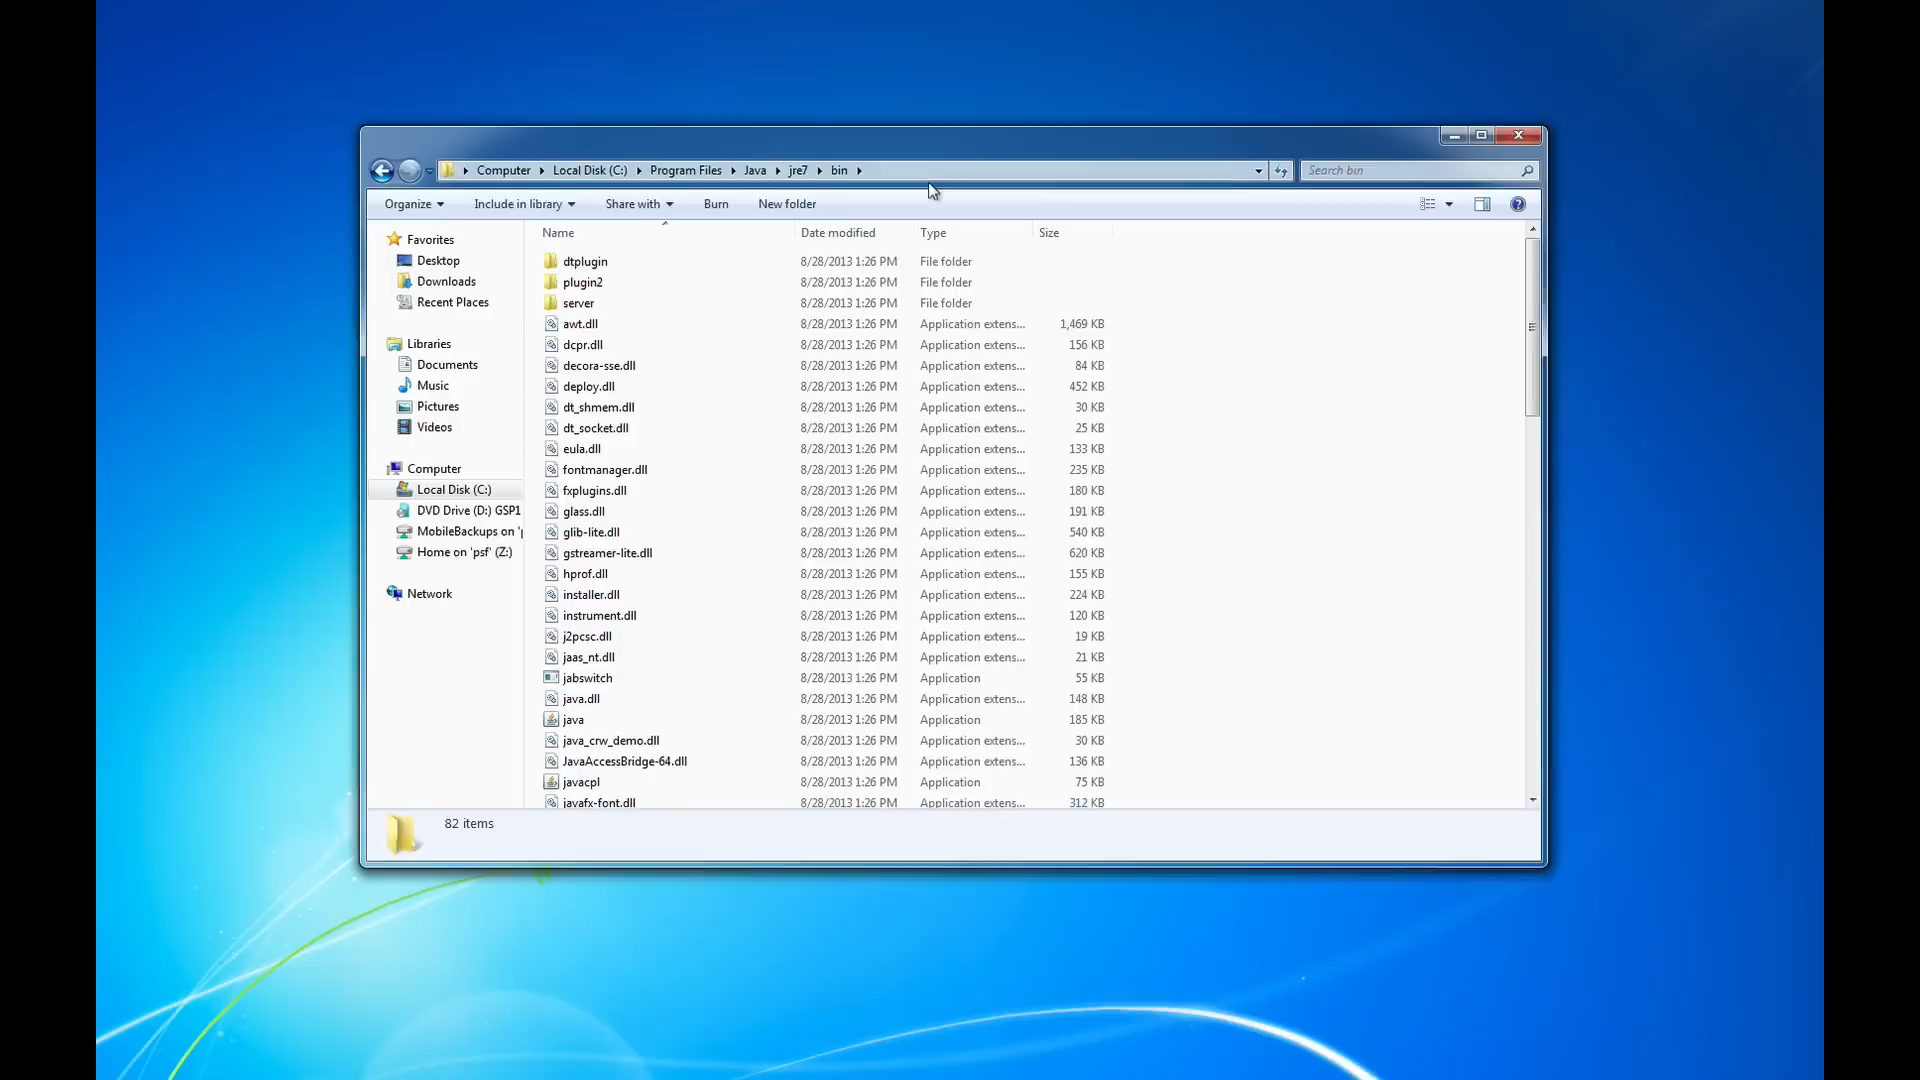 Computer Local Disk (C:) Program Files Java jre7 bin Search bin
Organize Include in library Share with Burn New folder
Favorites
Desktop
Downloads
Recent Places
Libraries
Documents
Music
Pictures
Videos
Computer
Local Disk (C:)
DVD Drive (D:) GSP1
MobileBackups on '
Home on 'psf' (Z:)
Network
Name Date modified Type Size
dtplugin 8/28/2013 1:26 PM File folder
plugin2 8/28/2013 1:26 PM File folder
server 8/28/2013 1:26 PM File folder
awt.dll 8/28/2013 1:26 PM Application extens... 1,469 KB
dcpr.dll 8/28/2013 1:26 PM Application extens... 156 KB
decora-sse.dll 8/28/2013 1:26 PM Application extens... 84 KB
deploy.dll 8/28/2013 1:26 PM Application extens... 452 KB
dt_shmem.dll 8/28/2013 1:26 PM Application extens... 30 KB
dt_socket.dll 8/28/2013 1:26 PM Application extens... 25 KB
eula.dll 8/28/2013 1:26 PM Application extens... 133 KB
fontmanager.dll 8/28/2013 1:26 PM Application extens... 235 KB
fxplugins.dll 8/28/2013 1:26 PM Application extens... 180 KB
glass.dll 8/28/2013 1:26 PM Application extens... 191 KB
glib-lite.dll 8/28/2013 1:26 PM Application extens... 540 KB
gstreamer-lite.dll 8/28/2013 1:26 PM Application extens... 620 KB
hprof.dll 8/28/2013 1:26 PM Application extens... 155 KB
installer.dll 8/28/2013 1:26 PM Application extens... 224 KB
instrument.dll 8/28/2013 1:26 PM Application extens... 120 KB
j2pcsc.dll 8/28/2013 1:26 PM Application extens... 19 KB
jaas_nt.dll 8/28/2013 1:26 PM Application extens... 21 KB
jabswitch 8/28/2013 1:26 PM Application 55 KB
java.dll 8/28/2013 1:26 PM Application extens... 148 KB
java 8/28/2013 1:26 PM Application 185 KB
java_crw_demo.dll 8/28/2013 1:26 PM Application extens... 30 KB
JavaAccessBridge-64.dll 8/28/2013 1:26 PM Application extens... 136 KB
javacpl 8/28/2013 1:26 PM Application 75 KB
javafx-font.dll 8/28/2013 1:26 PM Application extens... 312 KB
82 items